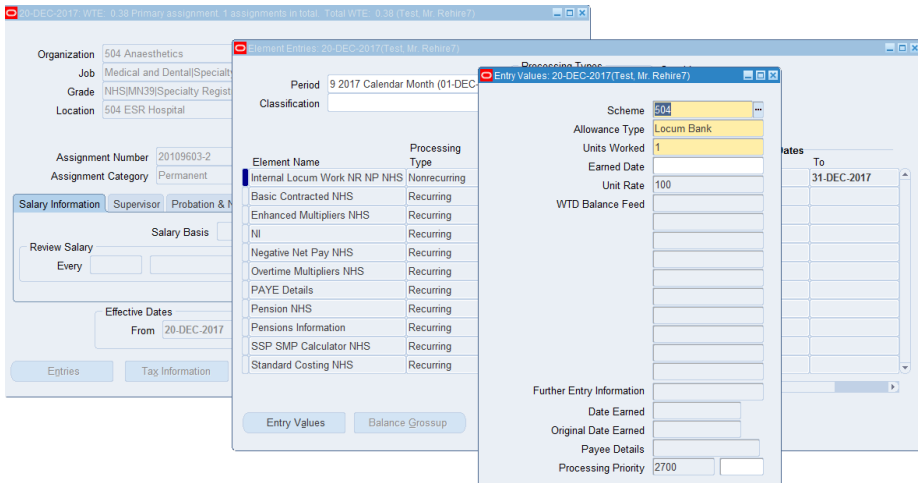 20-DEC-2017: WTE: 0.38 Primary assignment. 1 assignments in total. Total WTE: 0.38 (Test, Mr. Rehire7)
Organization 504 Anaesthetics
Job Medical and Dental|Specialty
Grade NHS|MN39|Specialty Regist
Location 504 ESR Hospital
Assignment Number 20109603-2
Assignment Category Permanent
Salary Information Supervisor Probation & N
Salary Basis
Review Salary
Every
Effective Dates
From 20-DEC-2017
Entries Tax Information
Element Entries: 20-DEC-2017(Test, Mr. Rehire7)
Processing Types
Period 9 2017 Calendar Month (01-DEC-
Classification
Processing
Element Name Type
Dates
To
Internal Locum Work NR NP NHS Nonrecurring 31-DEC-2017
Basic Contracted NHS Recurring
Enhanced Multipliers NHS Recurring
NI Recurring
Negative Net Pay NHS Recurring
Overtime Multipliers NHS Recurring
PAYE Details Recurring
Pension NHS Recurring
Pensions Information Recurring
SSP SMP Calculator NHS Recurring
Standard Costing NHS Recurring
Entry Values Balance Grossup
Entry Values: 20-DEC-2017(Test, Mr. Rehire7)
Scheme 504
Allowance Type Locum Bank
Units Worked 1
Earned Date
Unit Rate 100
WTD Balance Feed
Further Entry Information
Date Earned
Original Date Earned
Payee Details
Processing Priority 2700